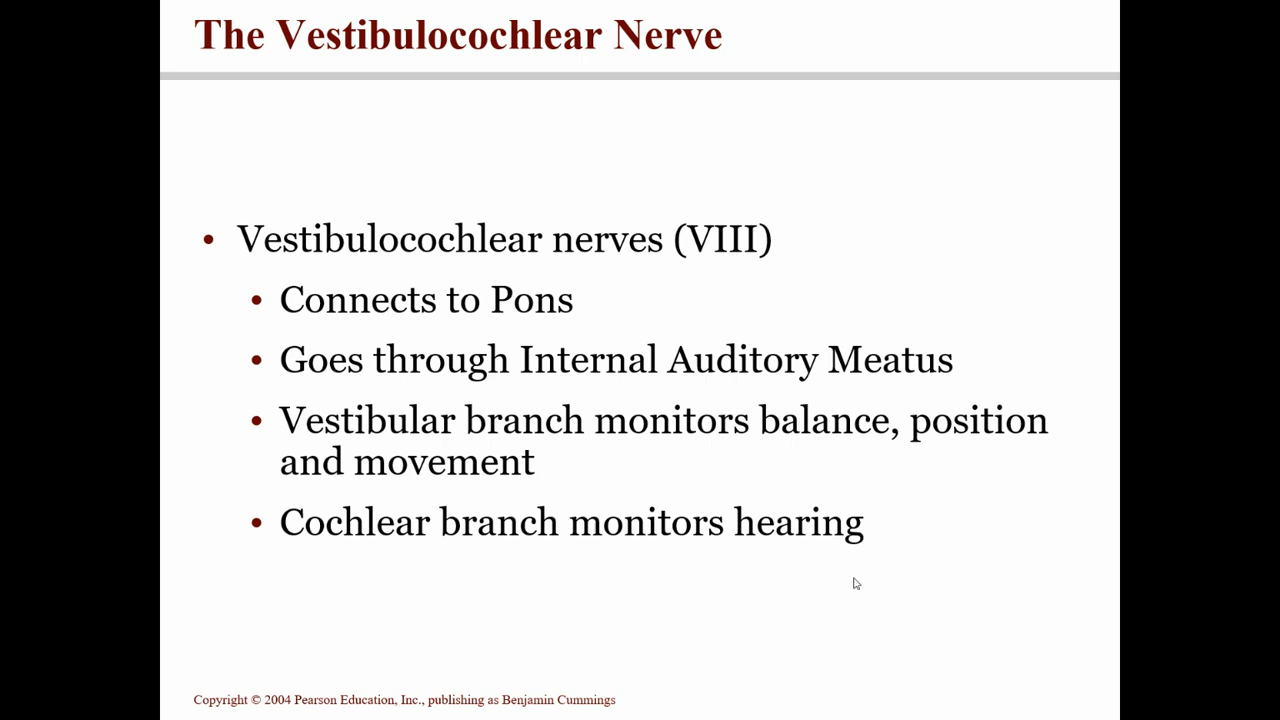 The Vestibulocochlear Nerve
• Vestibulocochlear nerves (VIII)
• Connects to Pons
• Goes through Internal Auditory Meatus
• Vestibular branch monitors balance, position
and movement
• Cochlear branch monitors hearing
Copyright © 2004 Pearson Education, Inc., publishing as Benjamin Cummings